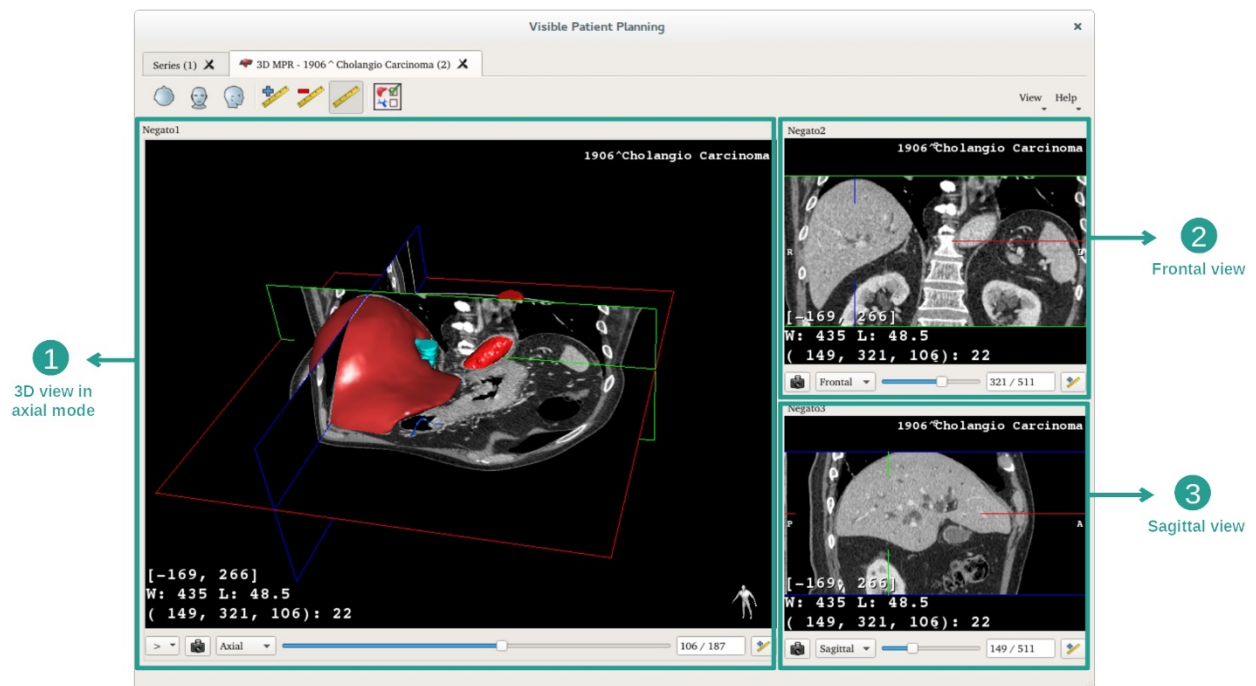 Visible Patient Planning
×
Series (1)
3D MPR - 1906 ^ Cholangio Carcinoma (2)
View Help
Negato1
1906^Cholangio Carcinoma
[-169, 266]
W: 435 L: 48.5
( 149, 321, 106): 22
> Axial 106 / 187
Negato2
1906^Cholangio Carcinoma
R L
[-169, 266]
W: 435 L: 48.5
( 149, 321, 106): 22
Frontal 321 / 511
Negato3
1906^Cholangio Carcinoma
P A
[-169, 266]
W: 435 L: 48.5
( 149, 321, 106): 22
Sagittal 149 / 511
1
3D view in
axial mode
2
Frontal view
3
Sagittal view